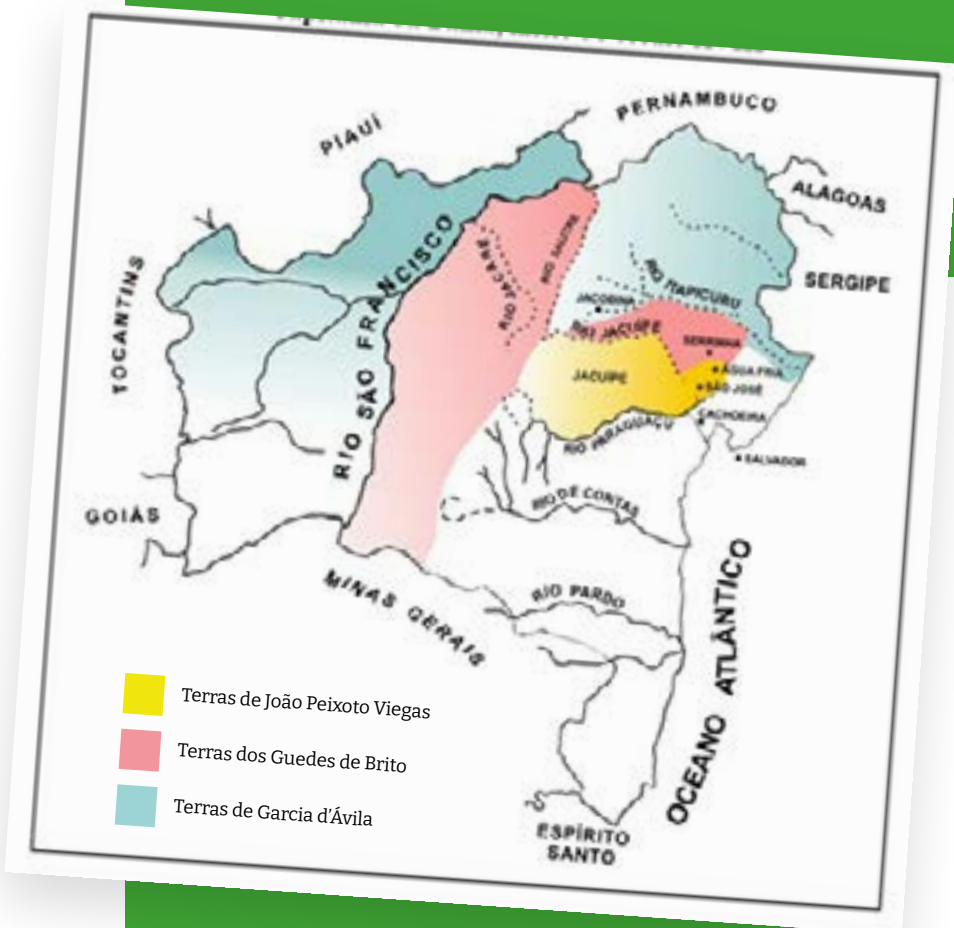 PERNAMBUCO
PIAUÍ
ALAGOAS
SERGIPE
TOCANTINS
RIO SÃO FRANCISCO
RIO JACARÉ
RIO SALITRE
RIO ITAPICURU
JACOBINA
RIO JACUIPE
SERRINHA
JACUIPE
ÁGUA FRIA
SÃO JOSÉ
CACHOEIRA
RIO PARAGUAÇU
SALVADOR
RIO DE CONTAS
GOIÁS
MINAS GERAIS
RIO PARDO
OCEANO ATLÂNTICO
ESPÍRITO
SANTO
Terras de João Peixoto Viegas
Terras dos Guedes de Brito
Terras de Garcia d'Ávila